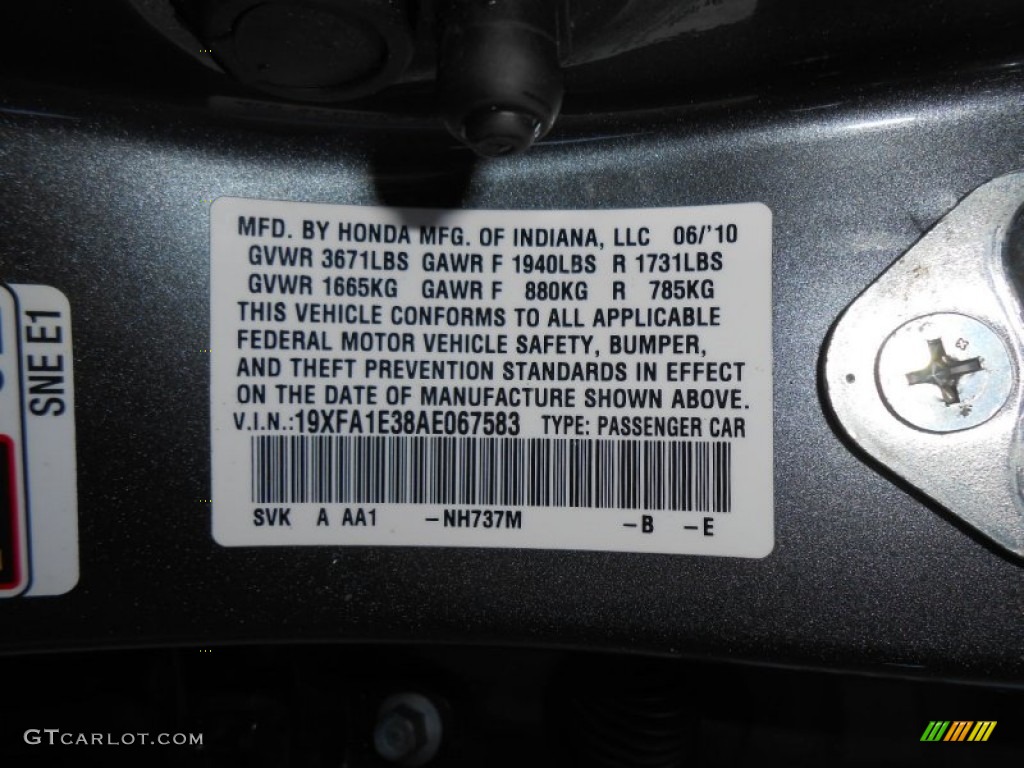 MFD. BY HONDA MFG. OF INDIANA, LLC 06/'10
GVWR 3671LBS GAWR F 1940LBS R 1731LBS
GVWR 1665KG GAWR F 880KG R 785KG
THIS VEHICLE CONFORMS TO ALL APPLICABLE
FEDERAL MOTOR VEHICLE SAFETY, BUMPER,
AND THEFT PREVENTION STANDARDS IN EFFECT
ON THE DATE OF MANUFACTURE SHOWN ABOVE.
V.I.N.:19XFA1E38AE067583 TYPE: PASSENGER CAR
SVK A AA1 -NH737M -B -E
SNE E1
GTCARLOT.COM